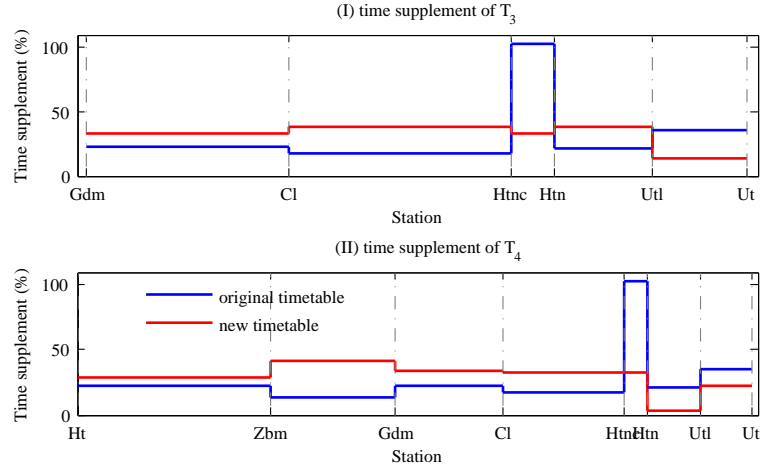 (I) time supplement of T3
Time supplement (%)
100
50
0
Gdm Cl Htnc Htn Utl Ut
Station
(II) time supplement of T4
Time supplement (%)
100
50
0
original timetable
new timetable
Ht Zbm Gdm Cl Htnc Htn Utl Ut
Station